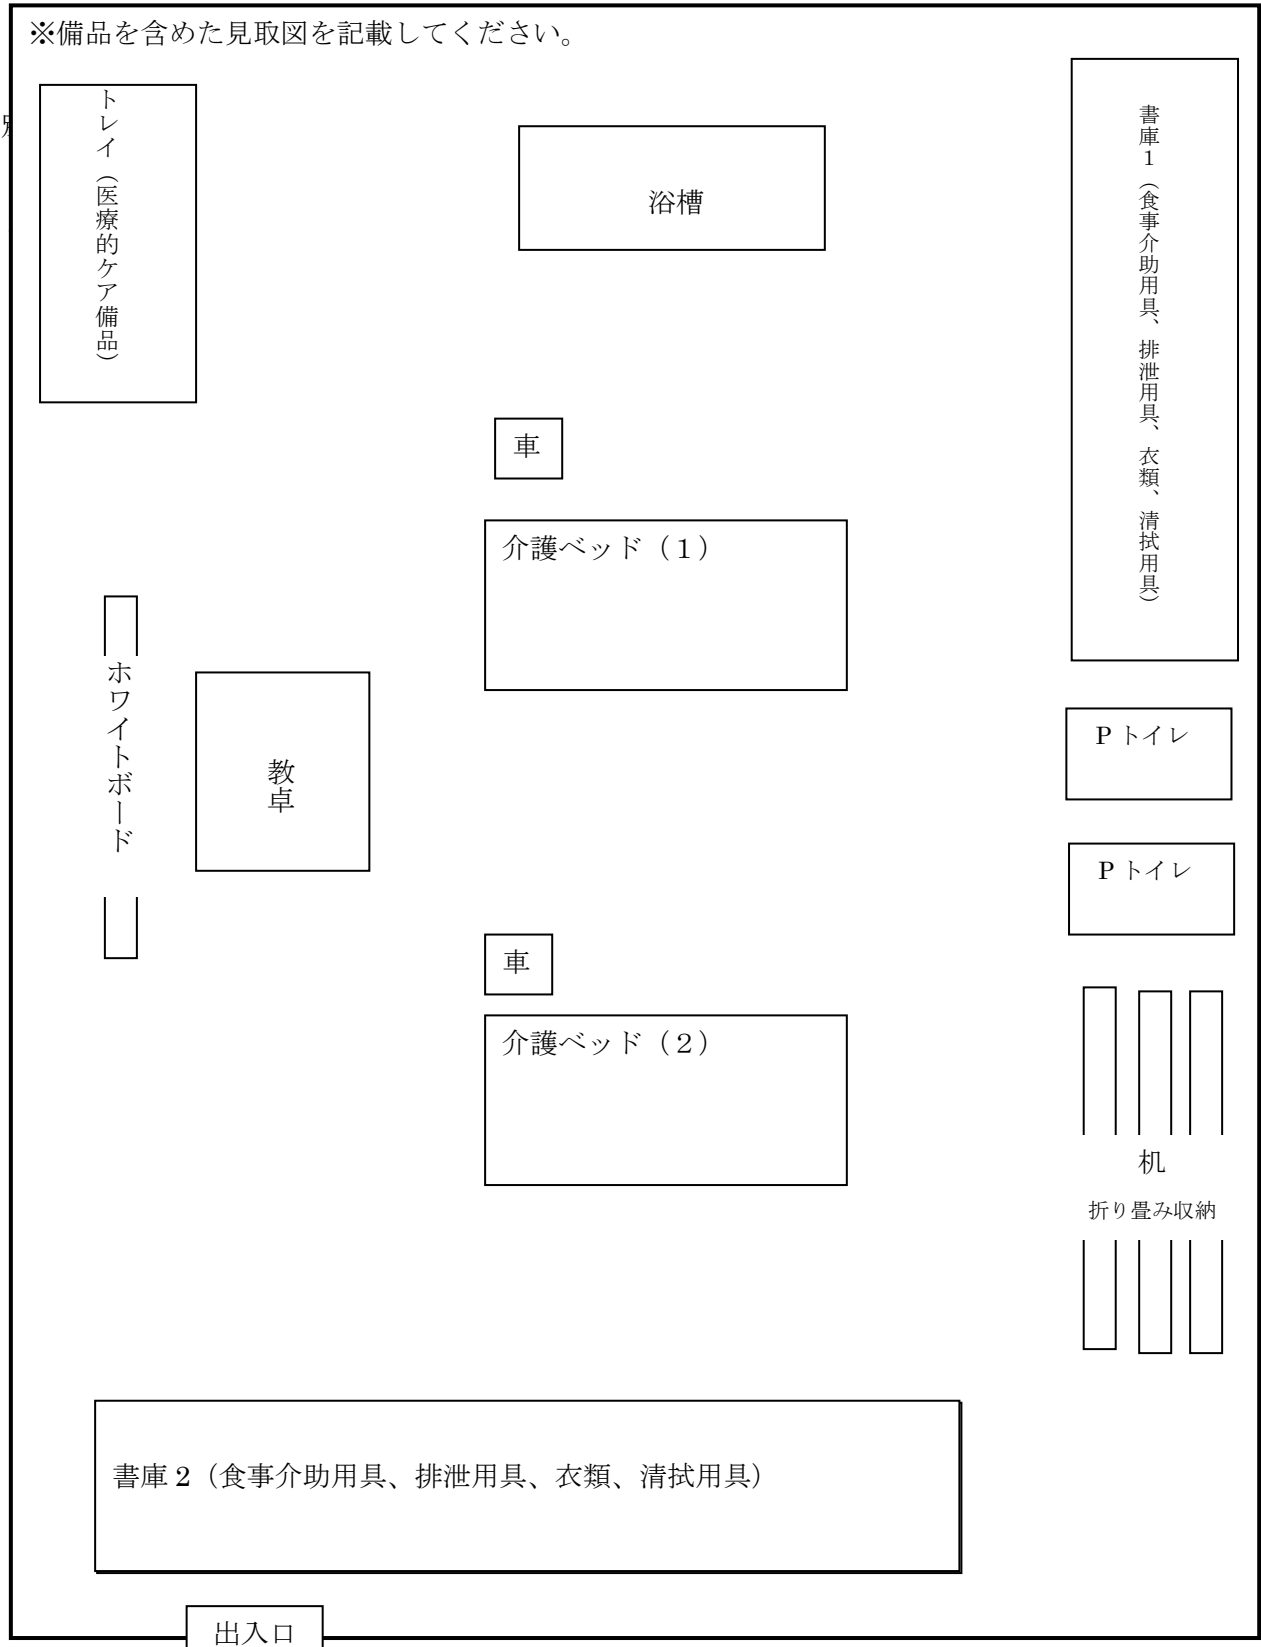 ※備品を含めた見取図を記載してください。
トレイ（医療的ケア備品）
浴槽
書庫１（食事介助用具、排泄用具、衣類、清拭用具）
車
介護ベッド（１）
ホワイトボード
教卓
P トイレ
P トイレ
車
介護ベッド（２）
机
折り畳み収納
書庫 2（食事介助用具、排泄用具、衣類、清拭用具）
出入口